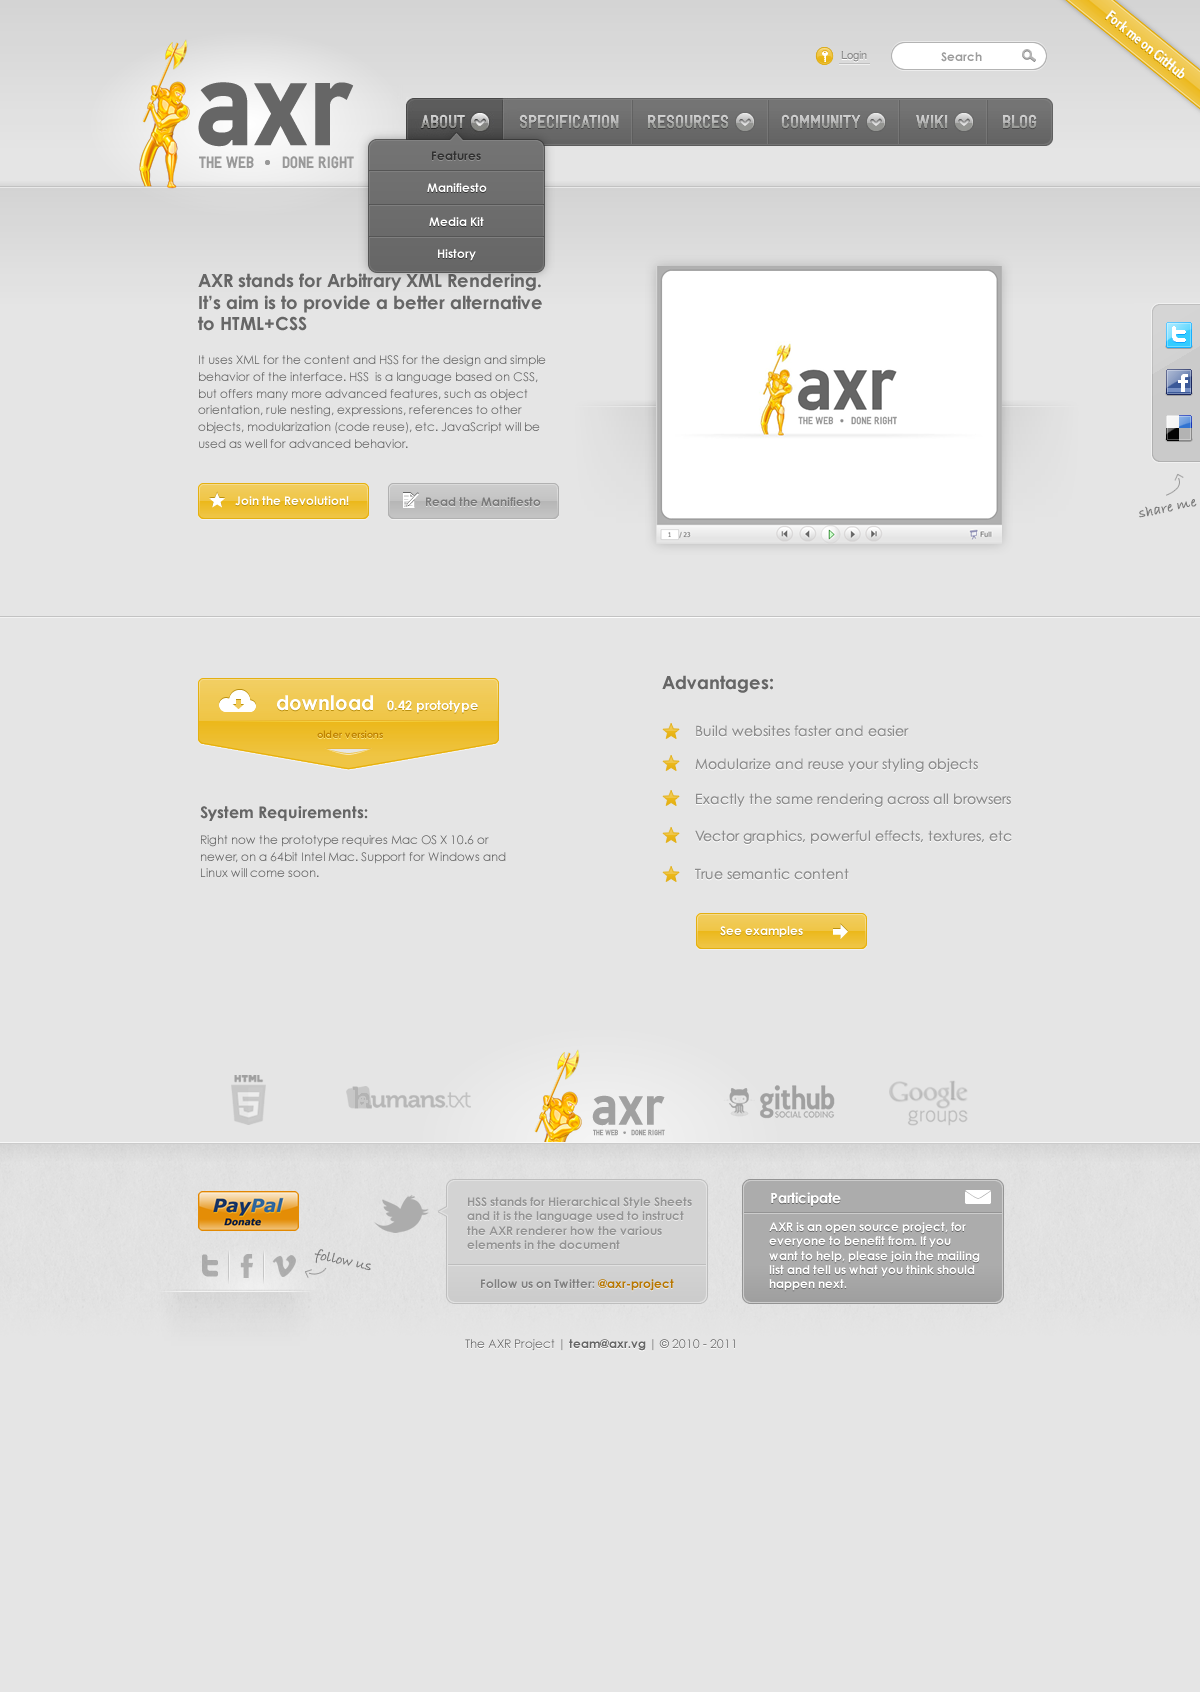 Fork me on GitHub
Login
Search
axr
THE WEB • DONE RIGHT
ABOUT
SPECIFICATION
RESOURCES
COMMUNITY
WIKI
BLOG
Features
Manifiesto
Media Kit
History
AXR stands for Arbitrary XML Rendering.
It's aim is to provide a better alternative
to HTML+CSS
It uses XML for the content and HSS for the design and simple
behavior of the interface. HSS is a language based on CSS,
but offers many more advanced features, such as object
orientation, rule nesting, expressions, references to other
objects, modularization (code reuse), etc. JavaScript will be
used as well for advanced behavior.
Join the Revolution!
Read the Manifiesto
axr
THE WEB • DONE RIGHT
1 / 23
Full
share me
download 0.42 prototype
older versions
System Requirements:
Right now the prototype requires Mac OS X 10.6 or
newer, on a 64bit Intel Mac. Support for Windows and
Linux will come soon.
Advantages:
Build websites faster and easier
Modularize and reuse your styling objects
Exactly the same rendering across all browsers
Vector graphics, powerful effects, textures, etc
True semantic content
See examples
HTML
5
humans.txt
axr
THE WEB • DONE RIGHT
github
SOCIAL CODING
Google
groups
PayPal
Donate
follow us
HSS stands for Hierarchical Style Sheets
and it is the language used to instruct
the AXR renderer how the various
elements in the document
Follow us on Twitter: @axr-project
Participate
AXR is an open source project, for
everyone to benefit from. If you
want to help, please join the mailing
list and tell us what you think should
happen next.
The AXR Project | team@axr.vg | © 2010 - 2011